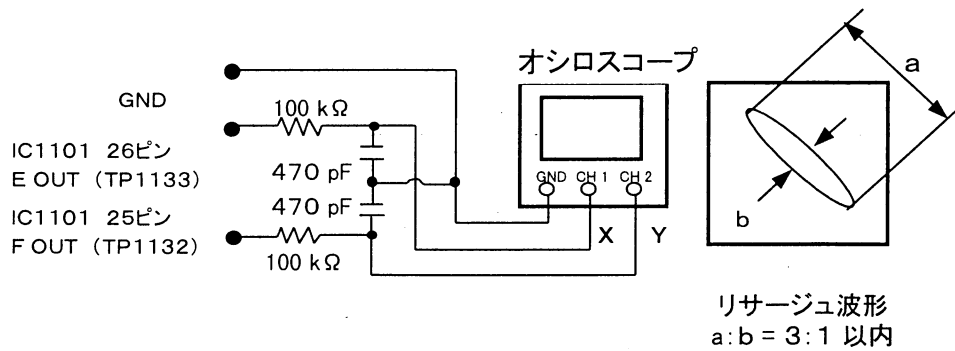 GND
100 kΩ
IC1101 26ピン
E OUT (TP1133)
470 pF
470 pF
IC1101 25ピン
F OUT (TP1132)
100 kΩ
オシロスコープ
GND CH 1 CH 2
X Y
a
b
リサージュ波形
a:b = 3:1 以内